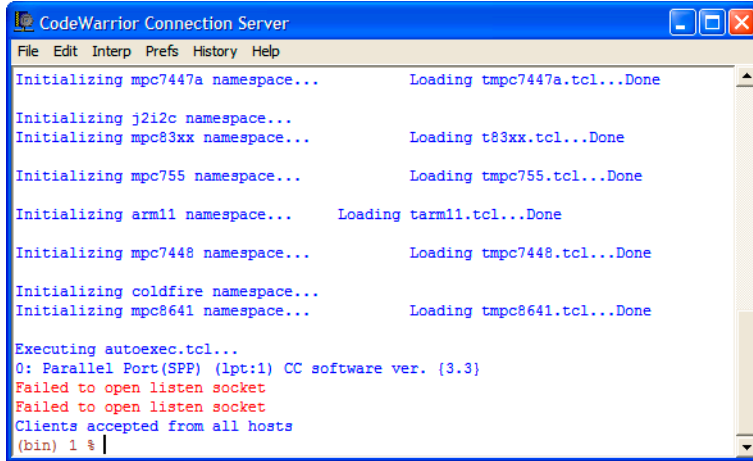 CodeWarrior Connection Server
File Edit Interp Prefs History Help
Initializing mpc7447a namespace... Loading tmpc7447a.tcl...Done
Initializing j2i2c namespace...
Initializing mpc83xx namespace... Loading t83xx.tcl...Done
Initializing mpc755 namespace... Loading tmpc755.tcl...Done
Initializing arm11 namespace... Loading tarm11.tcl...Done
Initializing mpc7448 namespace... Loading tmpc7448.tcl...Done
Initializing coldfire namespace...
Initializing mpc8641 namespace... Loading tmpc8641.tcl...Done
Executing autoexec.tcl...
0: Parallel Port(SPP) (lpt:1) CC software ver. {3.3}
Failed to open listen socket
Failed to open listen socket
Clients accepted from all hosts
(bin) 1 %